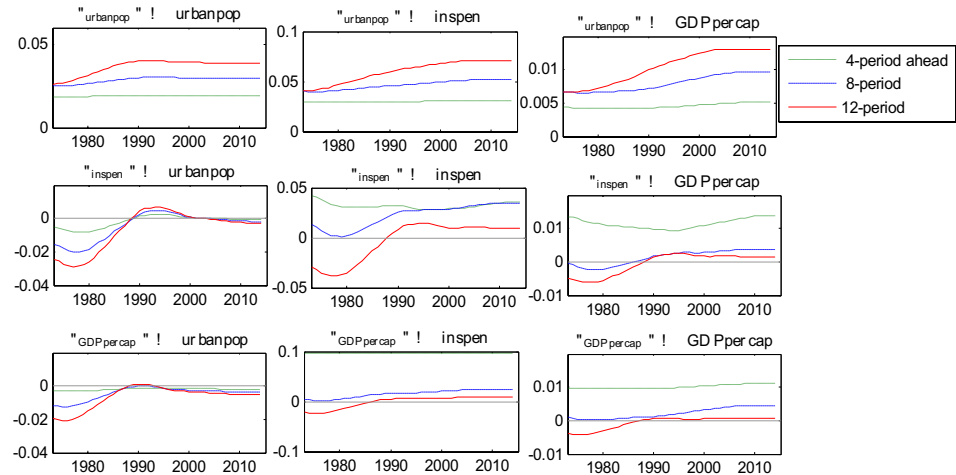 "urbanpop " ! urbanpop
0.05
0
1980 1990 2000 2010
"urbanpop " ! inspen
0.1
0.05
0
1980 1990 2000 2010
"urbanpop " ! GDPpercap
0.01
0.005
0
1980 1990 2000 2010
4-period ahead
8-period
12-period
"inspen " ! urbanpop
0
-0.02
-0.04
1980 1990 2000 2010
"inspen " ! inspen
0.05
0
-0.05
1980 1990 2000 2010
"inspen " ! GDPpercap
0.01
0
-0.01
1980 1990 2000 2010
"GDPpercap " ! urbanpop
0
-0.02
-0.04
1980 1990 2000 2010
"GDPpercap " ! inspen
0.1
0
-0.1
1980 1990 2000 2010
"GDPpercap " ! GDPpercap
0.01
0
-0.01
1980 1990 2000 2010